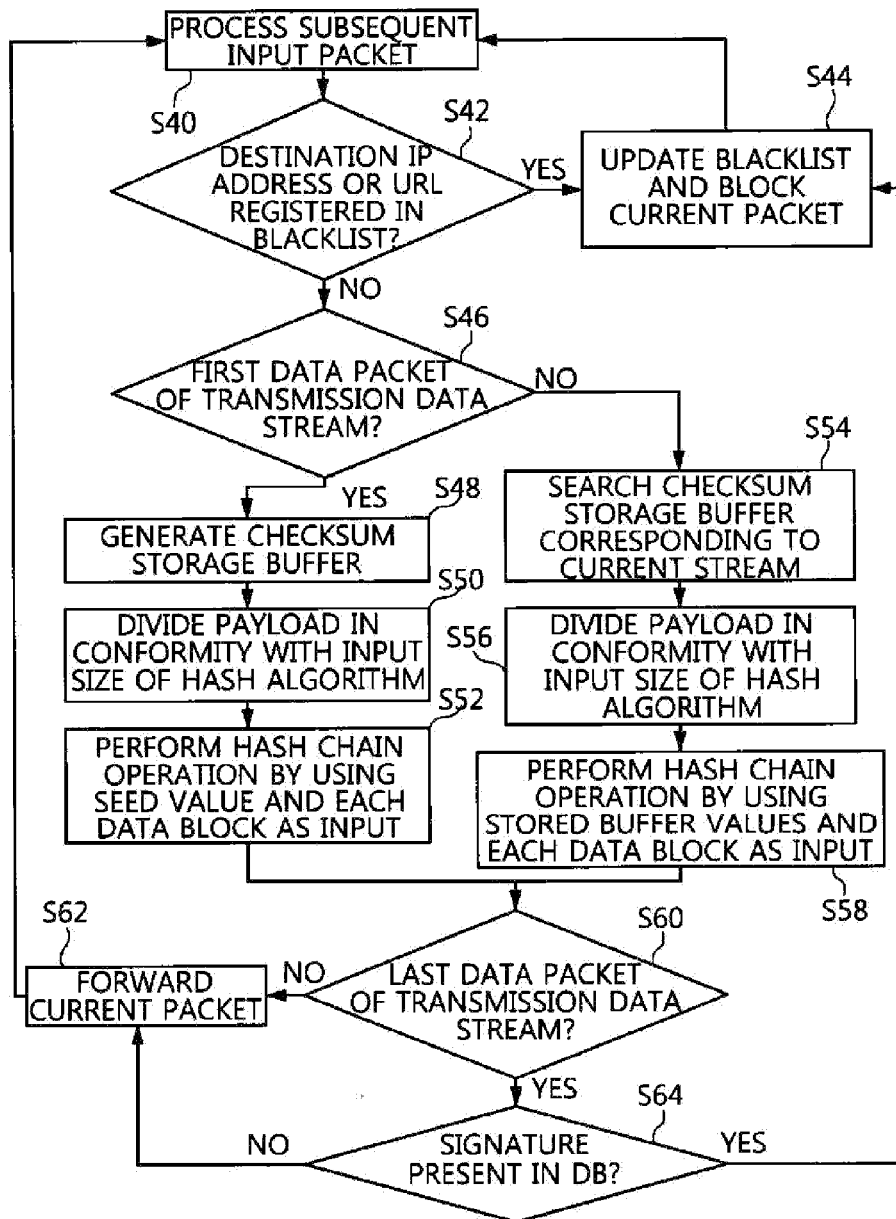 PROCESS SUBSEQUENT
INPUT PACKET
S40
S42
S44
DESTINATION IP
ADDRESS OR URL
REGISTERED IN
BLACKLIST?
YES
UPDATE BLACKLIST
AND BLOCK
CURRENT PACKET
NO
S46
FIRST DATA PACKET
OF TRANSMISSION DATA
STREAM?
NO
YES
S48
GENERATE CHECKSUM
STORAGE BUFFER
S54
SEARCH CHECKSUM
STORAGE BUFFER
CORRESPONDING TO
CURRENT STREAM
S50
DIVIDE PAYLOAD IN
CONFORMITY WITH INPUT
SIZE OF HASH ALGORITHM
S56
DIVIDE PAYLOAD IN
CONFORMITY WITH
INPUT SIZE OF HASH
ALGORITHM
S52
PERFORM HASH CHAIN
OPERATION BY USING
SEED VALUE AND EACH
DATA BLOCK AS INPUT
PERFORM HASH CHAIN
OPERATION BY USING
STORED BUFFER VALUES AND
EACH DATA BLOCK AS INPUT
S58
S62
FORWARD
CURRENT PACKET
NO
S60
LAST DATA PACKET
OF TRANSMISSION DATA
STREAM?
YES
S64
NO
SIGNATURE
PRESENT IN DB?
YES